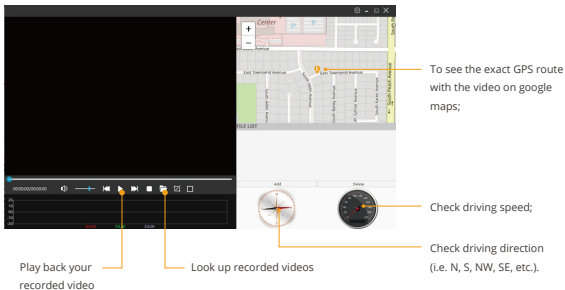 Center
P
P
+
−
East Townsend Avenue
East Townsend Avenue
South Peach Avenue
FILE LIST
Add
Delete
00:00:00/00:00:00
To see the exact GPS route
with the video on google
maps;
Check driving speed;
Check driving direction
(i.e. N, S, NW, SE, etc.).
Play back your
recorded video
Look up recorded videos